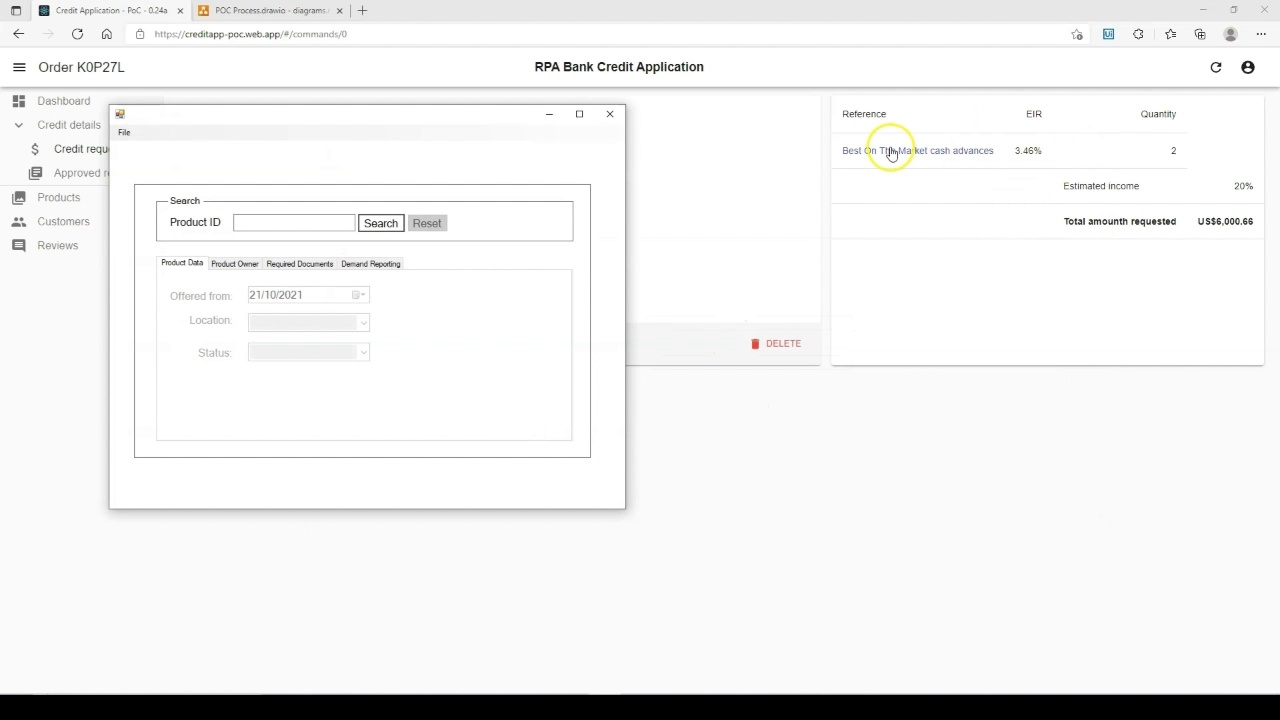 Credit Application - PoC - 0.24a
POC Process.drawio - diagrams.
https://creditapp-poc.web.app/#/commands/0
Order K0P27L
RPA Bank Credit Application
Dashboard
Credit details
Credit requ
Approved r
Products
Customers
Reviews
File
Search
Product ID
Search
Reset
Product Data
Product Owner
Required Documents
Demand Reporting
Offered from:
21/10/2021
Location:
Status:
DELETE
Reference
EIR
Quantity
Best On The Market cash advances
3.46%
2
Estimated income
20%
Total amounth requested
US$6,000.66